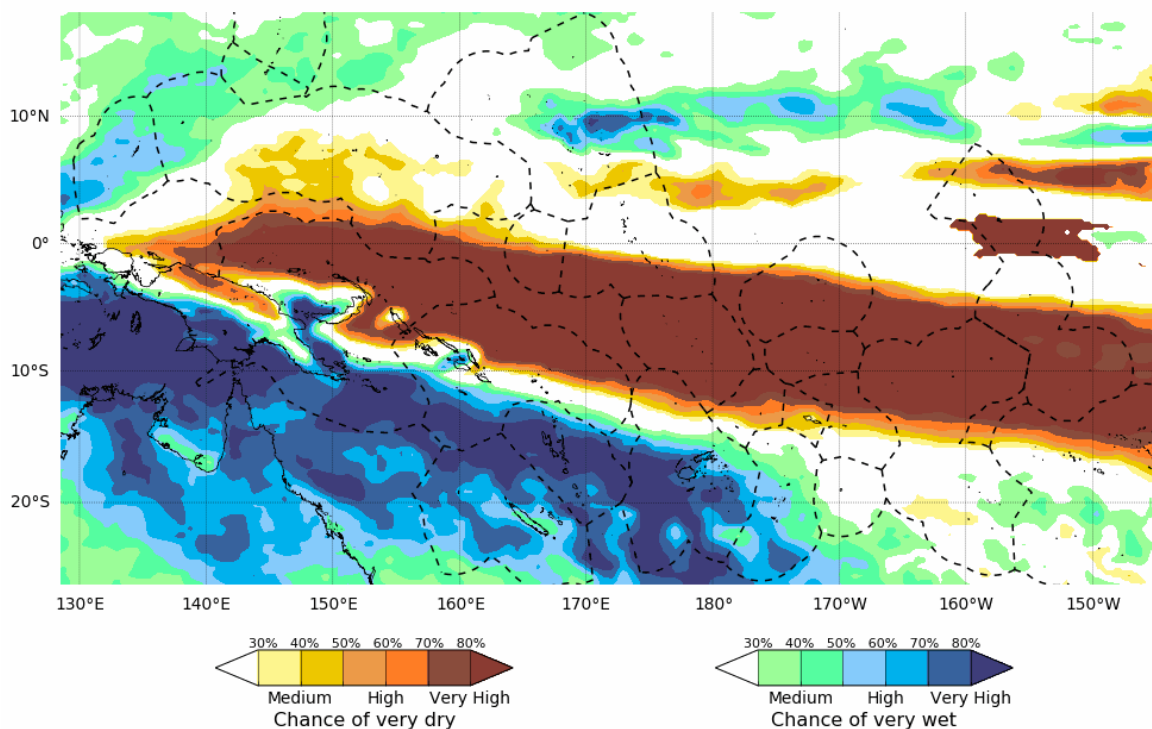 10°N
0°
10°S
20°S
130°E 140°E 150°E 160°E 170°E 180° 170°W 160°W 150°W
30% 40% 50% 60% 70% 80%
Medium High Very High
Chance of very dry
30% 40% 50% 60% 70% 80%
Medium High Very High
Chance of very wet